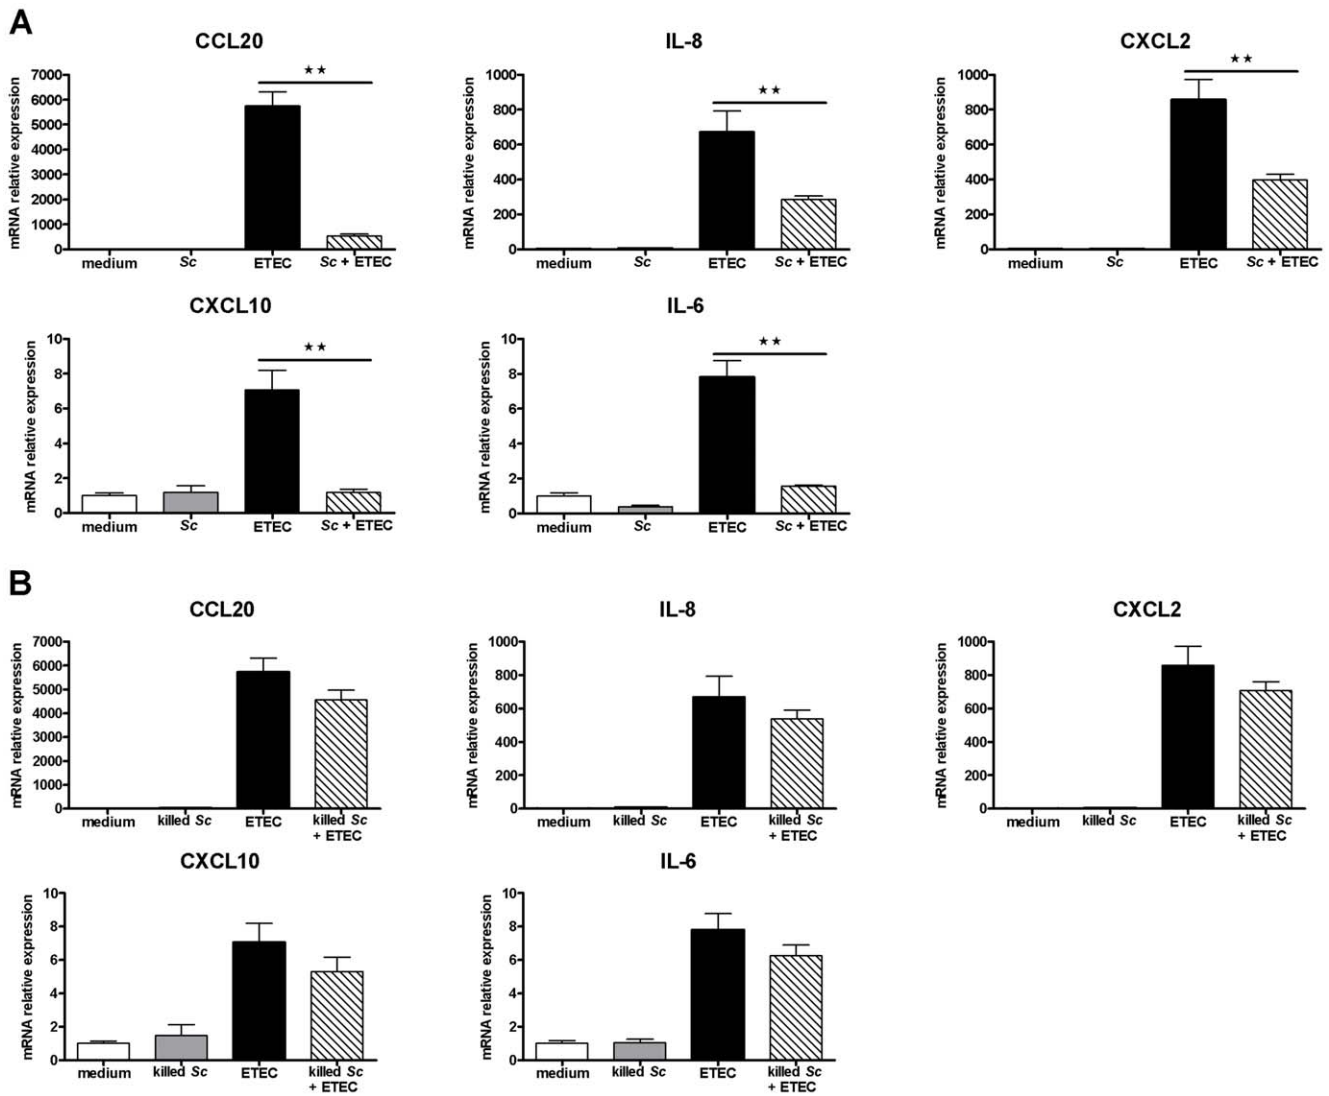 A
CCL20
mRNA relative expression
7000
6000
5000
4000
3000
2000
1000
0
★★
medium Sc ETEC Sc + ETEC
IL-8
mRNA relative expression
1000
800
600
400
200
0
★★
medium Sc ETEC Sc + ETEC
CXCL2
mRNA relative expression
1000
800
600
400
200
0
★★
medium Sc ETEC Sc + ETEC
CXCL10
mRNA relative expression
10
8
6
4
2
0
★★
medium Sc ETEC Sc + ETEC
IL-6
mRNA relative expression
10
8
6
4
2
0
★★
medium Sc ETEC Sc + ETEC
B
CCL20
mRNA relative expression
7000
6000
5000
4000
3000
2000
1000
0
medium killed Sc ETEC killed Sc
+ ETEC
IL-8
mRNA relative expression
1000
800
600
400
200
0
medium killed Sc ETEC killed Sc
+ ETEC
CXCL2
mRNA relative expression
1000
800
600
400
200
0
medium killed Sc ETEC killed Sc
+ ETEC
CXCL10
mRNA relative expression
10
8
6
4
2
0
medium killed Sc ETEC killed Sc
+ ETEC
IL-6
mRNA relative expression
10
8
6
4
2
0
medium killed Sc ETEC killed Sc
+ ETEC